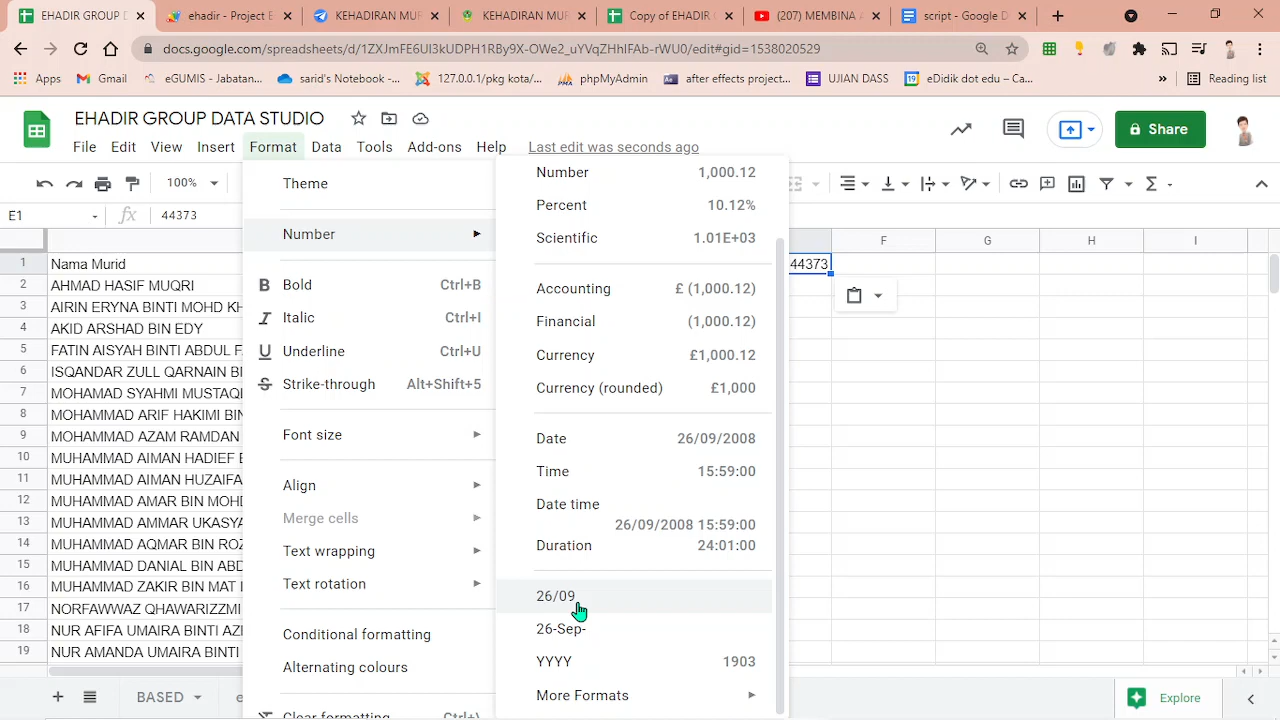 EHADIR GROUP D
ehadir - Project E
KEHADIRAN MUR
KEHADIRAN MUR
Copy of EHADIR
(207) MEMBINA
script - Google D
docs.google.com/spreadsheets/d/1ZXJmFE6UI3kUDPH1RBy9X-OWe2_uYVqZHhIFAb-rWU0/edit#gid=1538020529
Apps
Gmail
eGUMIS - Jabatan...
sarid's Notebook -...
127.0.0.1/pkg kota/...
phpMyAdmin
after effects project...
UJIAN DASS
eDidik dot edu – Ca...
»
Reading list
EHADIR GROUP DATA STUDIO
File Edit View Insert Format Data Tools Add-ons Help Last edit was seconds ago
Share
100%
E1
fx
44373
F G H I
1 Nama Murid
44373
2 AHMAD HASIF MUQRI
3 AIRIN ERYNA BINTI MOHD KH
4 AKID ARSHAD BIN EDY
5 FATIN AISYAH BINTI ABDUL F
6 ISQANDAR ZULL QARNAIN BI
7 MOHAMAD SYAHMI MUSTAQI
8 MOHAMMAD ARIF HAKIMI BIN
9 MOHAMMAD AZAM RAMDAN
10 MUHAMMAD AIMAN HADIEF B
11 MUHAMMAD AIMAN HUZAIFA
12 MUHAMMAD AMAR BIN MOHD
13 MUHAMMAD AMMAR UKASYA
14 MUHAMMAD AQMAR BIN ROZ
15 MUHAMMAD DANIAL BIN ABD
16 MUHAMMAD ZAKIR BIN MAT
17 NORFAWWAZ QHAWARIZZMI
18 NUR AFIFA UMAIRA BINTI AZ
19 NUR AMANDA UMAIRA BINTI
Theme
Number
B Bold Ctrl+B
I Italic Ctrl+I
U Underline Ctrl+U
S Strike-through Alt+Shift+5
Font size
Align
Merge cells
Text wrapping
Text rotation
Conditional formatting
Alternating colours
Clear formatting Ctrl+\
Number 1,000.12
Percent 10.12%
Scientific 1.01E+03
Accounting £ (1,000.12)
Financial (1,000.12)
Currency £1,000.12
Currency (rounded) £1,000
Date 26/09/2008
Time 15:59:00
Date time
26/09/2008 15:59:00
Duration 24:01:00
26/09
26-Sep-
YYYY 1903
More Formats
BASED
e
Explore